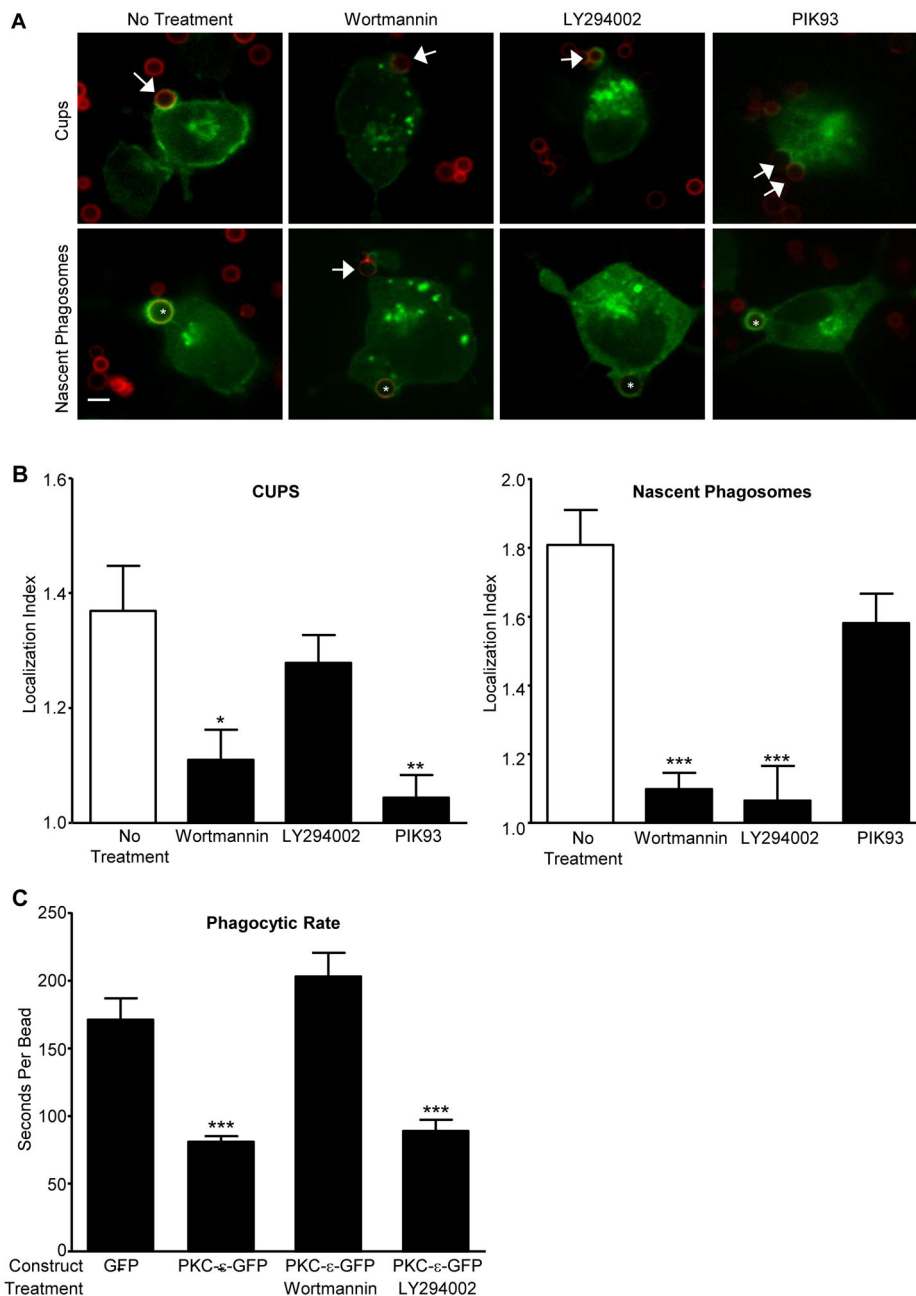 A
No Treatment
Wortmannin
LY294002
PIK93
Cups
Nascent Phagosomes
*
*
*
*
B
CUPS
Localization Index
1.6
1.4
1.2
1.0
*
**
No Treatment
Wortmannin
LY294002
PIK93
Nascent Phagosomes
Localization Index
2.0
1.8
1.6
1.4
1.2
1.0
***
***
No Treatment
Wortmannin
LY294002
PIK93
C
Phagocytic Rate
Seconds Per Bead
250
200
150
100
50
0
***
***
Construct GFP PKC-ε-GFP PKC-ε-GFP PKC-ε-GFP
Treatment - - Wortmannin LY294002